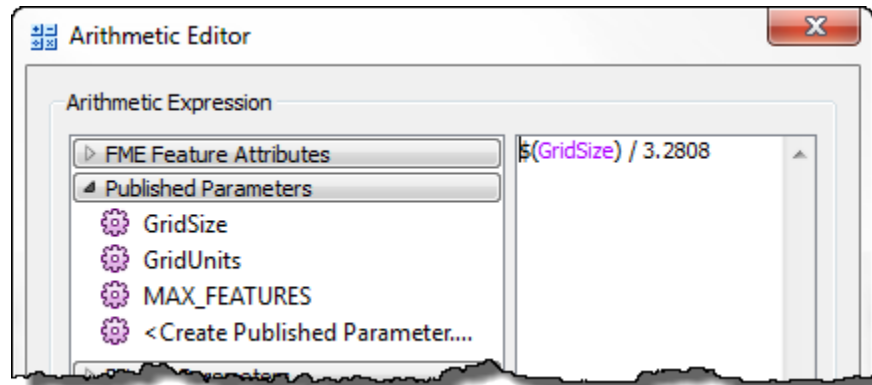 Arithmetic Editor
Arithmetic Expression
FME Feature Attributes
Published Parameters
GridSize
GridUnits
MAX_FEATURES
<Create Published Parameter....
$(GridSize) / 3.2808